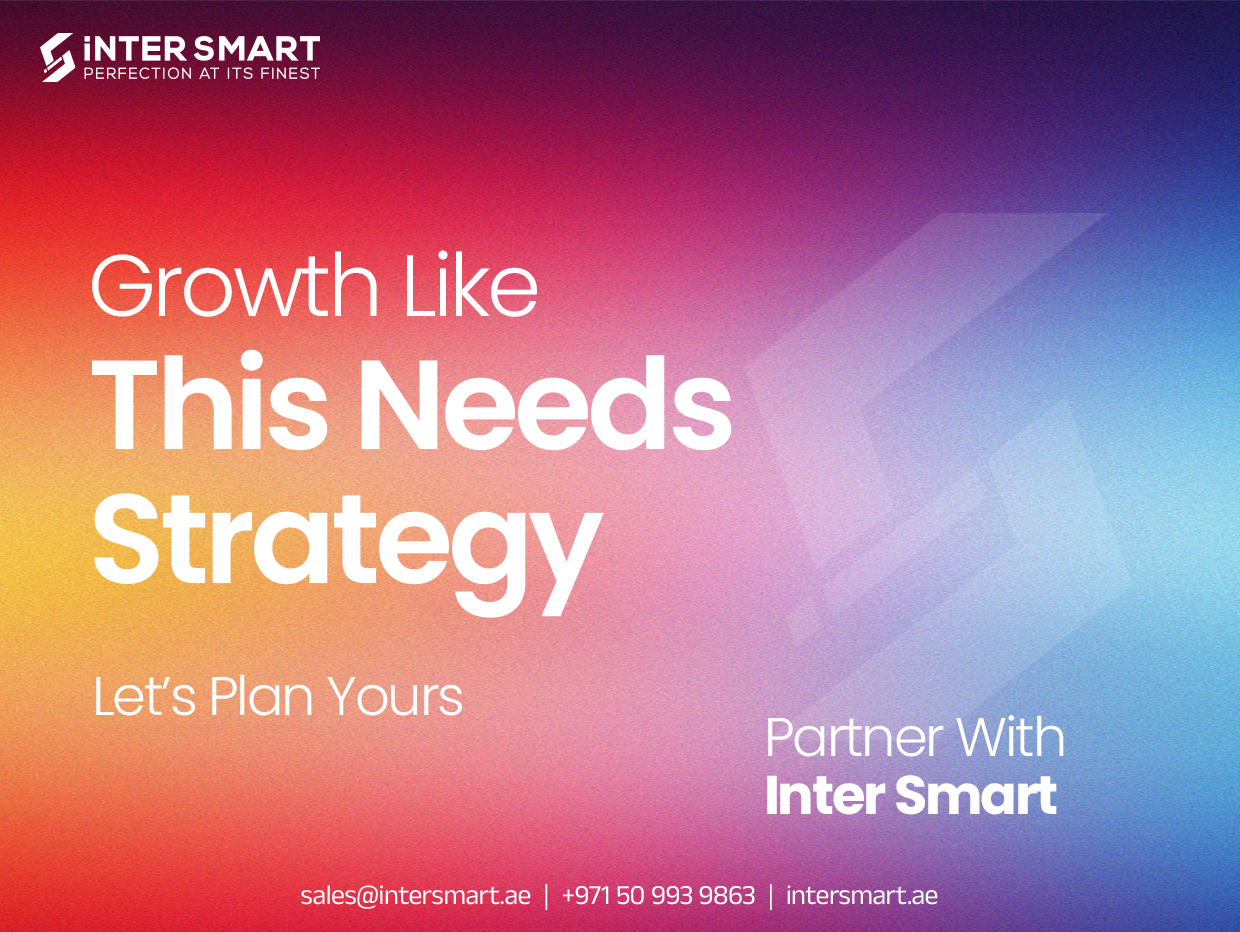 iNTER SMART
PERFECTION AT ITS FINEST
Growth Like
This Needs
Strategy
Let’s Plan Yours
Partner With
Inter Smart
sales@intersmart.ae | +971 50 993 9863 | intersmart.ae